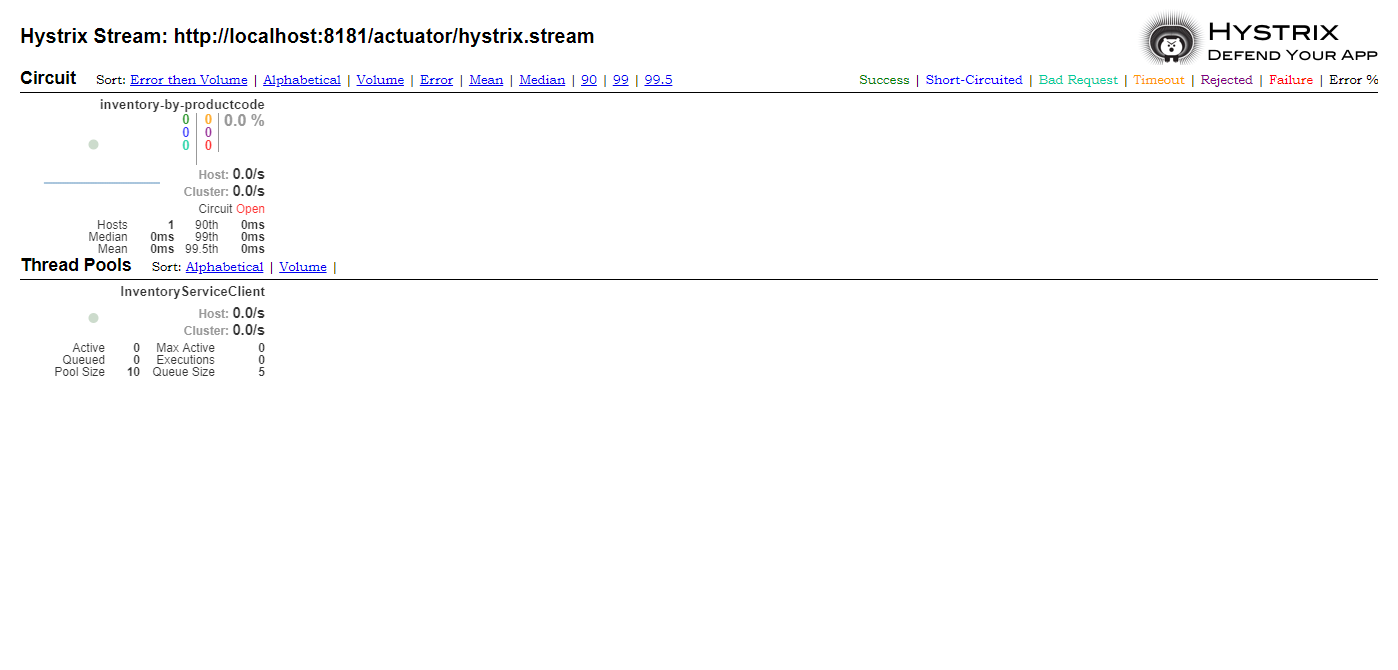 Hystrix Stream: http://localhost:8181/actuator/hystrix.stream
HYSTRIX
DEFEND YOUR APP
Circuit Sort: Error then Volume | Alphabetical | Volume | Error | Mean | Median | 90 | 99 | 99.5 Success | Short-Circuited | Bad Request | Timeout | Rejected | Failure | Error %
inventory-by-productcode
0 0 0.0 %
0 0
0 0
Host: 0.0/s
Cluster: 0.0/s
Circuit Open
Hosts 1 90th 0ms
Median 0ms 99th 0ms
Mean 0ms 99.5th 0ms
Thread Pools Sort: Alphabetical | Volume |
InventoryServiceClient
Host: 0.0/s
Cluster: 0.0/s
Active 0 Max Active 0
Queued 0 Executions 0
Pool Size 10 Queue Size 5